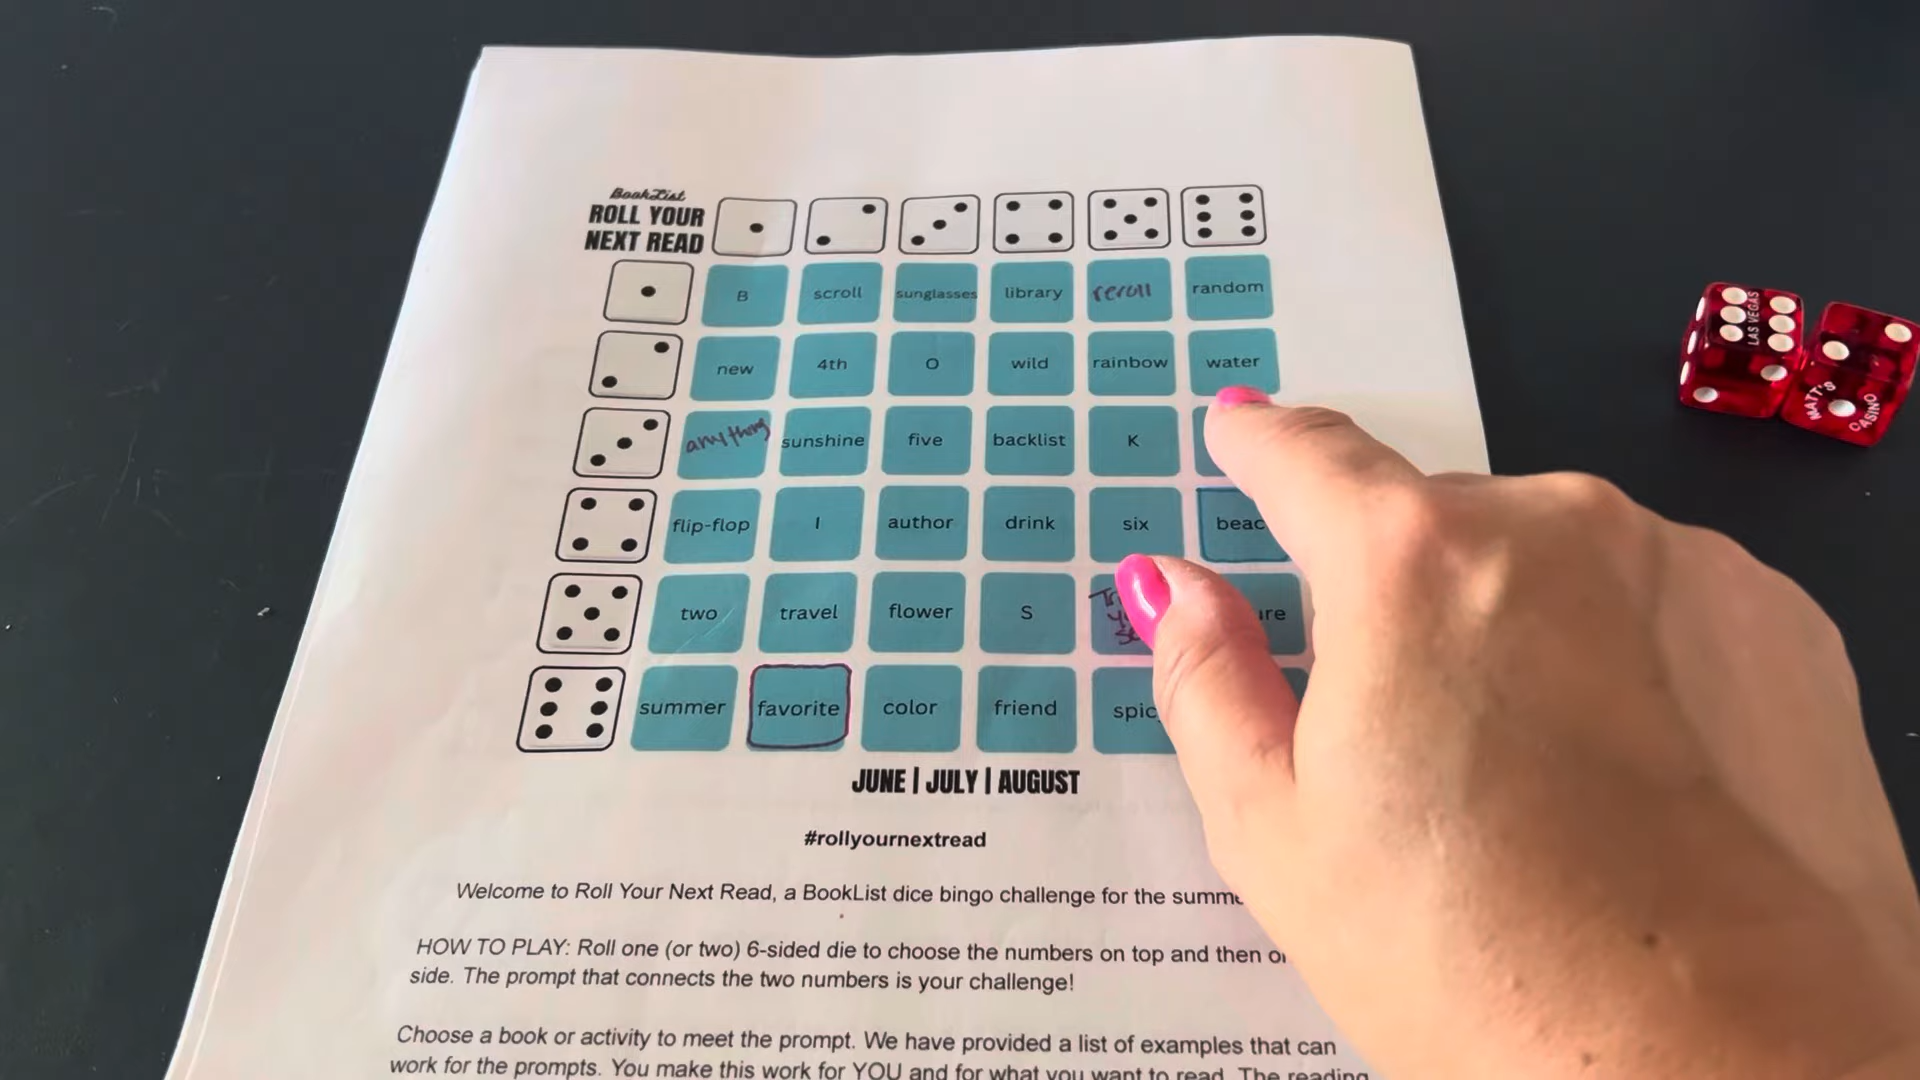 BookList
ROLL YOUR
NEXT READ
B scroll sunglasses library reroll random
new 4th O wild rainbow water
anything sunshine five backlist K
flip-flop I author drink six beac
two travel flower S
summer favorite color friend spic
JUNE | JULY | AUGUST
#rollyournextread
Welcome to Roll Your Next Read, a BookList dice bingo challenge for the
HOW TO PLAY: Roll one (or two) 6-sided die to choose the numbers on top and then
side. The prompt that connects the two numbers is your challenge!
Choose a book or activity to meet the prompt. We have provided a list of examples that can
work for the prompts. You make this work for YOU and for what you want to read. The reading
LAS VEGAS
MATT'S
CASINO